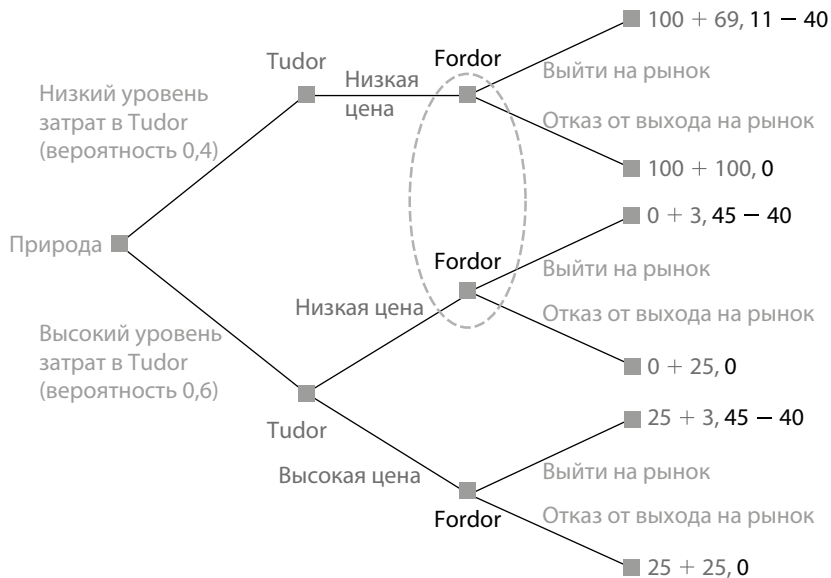 100 + 69, 11 − 40
Tudor
Fordor
Низкая
цена
Выйти на рынок
Низкий уровень
затрат в Tudor
(вероятность 0,4)
Отказ от выхода на рынок
100 + 100, 0
0 + 3, 45 − 40
Природа
Fordor
Выйти на рынок
Низкая цена
Отказ от выхода на рынок
Высокий уровень
затрат в Tudor
(вероятность 0,6)
0 + 25, 0
25 + 3, 45 − 40
Tudor
Высокая цена
Выйти на рынок
Fordor
Отказ от выхода на рынок
25 + 25, 0